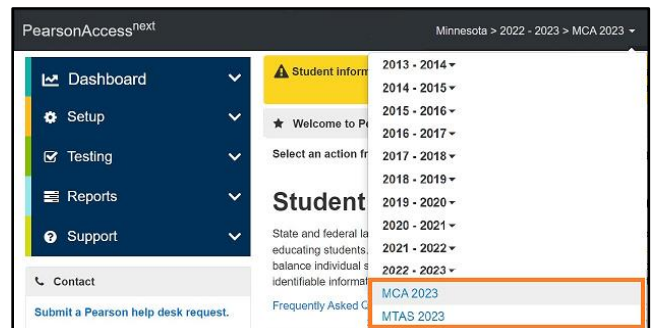 PearsonAccessnext
Minnesota > 2022 - 2023 > MCA 2023
Dashboard
Setup
Testing
Reports
Support
Contact
Submit a Pearson help desk request.
Student inform
Welcome to Pe
Select an action fr
Student
State and federal la
educating students.
balance individual s
identifiable informat
Frequently Asked Q
2013 - 2014
2014 - 2015
2015 - 2016
2016 - 2017
2017 - 2018
2018 - 2019
2019 - 2020
2020 - 2021
2021 - 2022
2022 - 2023
MCA 2023
MTAS 2023